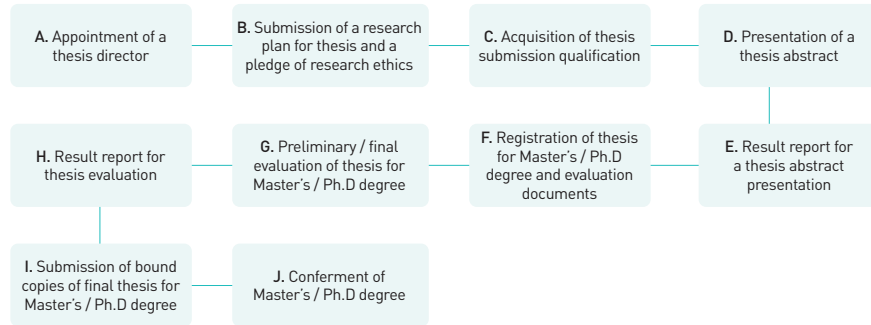 A. Appointment of a
thesis director
B. Submission of a research
plan for thesis and a
pledge of research ethics
C. Acquisition of thesis
submission qualification
D. Presentation of a
thesis abstract
E. Result report for
a thesis abstract
presentation
F. Registration of thesis
for Master's / Ph.D
degree and evaluation
documents
G. Preliminary / final
evaluation of thesis for
Master's / Ph.D degree
H. Result report for
thesis evaluation
I. Submission of bound
copies of final thesis for
Master's / Ph.D degree
J. Conferment of
Master's / Ph.D degree